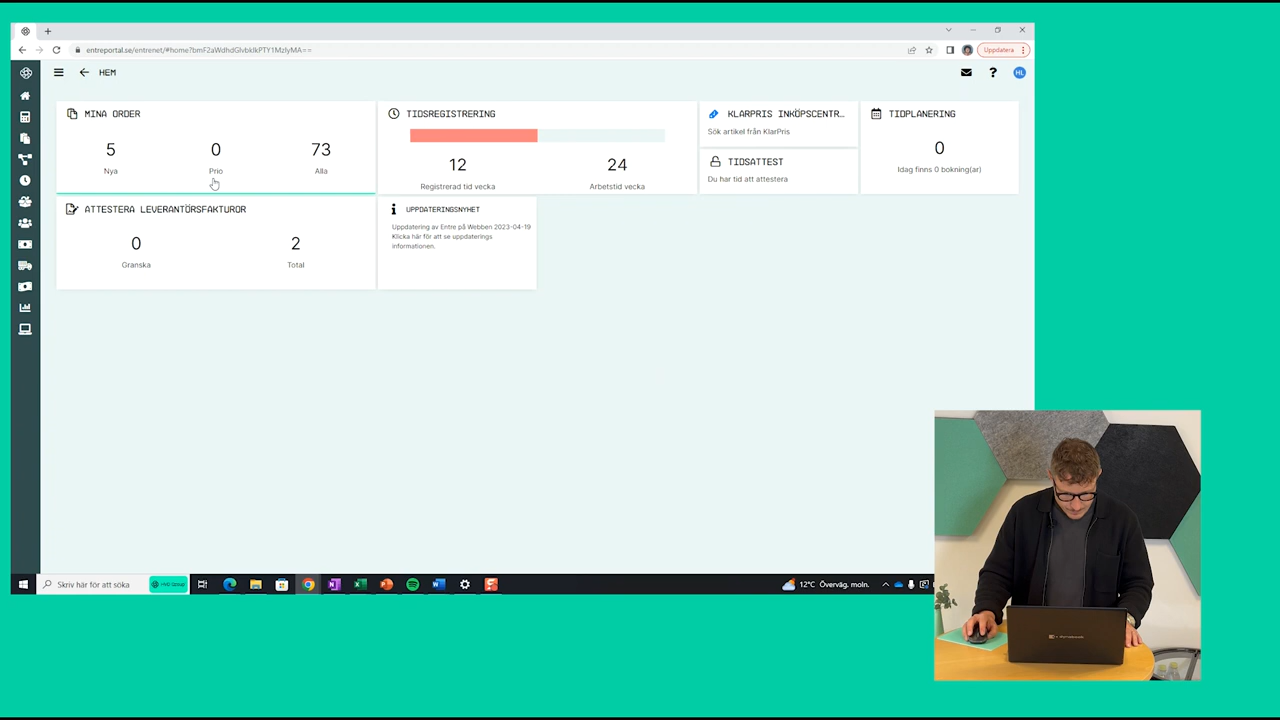 entreportal.se/entrenet/#home?bmF2aWdhdGlvbklkPTY1MzIyMA==
Uppdatera
HEM
?
HL
MINA ORDER
5
0
73
Nya
Prio
Alla
TIDSREGISTRERING
12
24
Registrerad tid vecka
Arbetstid vecka
KLARPRIS INKÖPSCENTR...
Sök artikel från KlarPris
TIDSATTEST
Du har tid att attestera
TIDPLANERING
0
Idag finns 0 bokning(ar)
ATTESTERA LEVERANTÖRSFAKTUROR
0
2
Granska
Total
UPPDATERINGSNYHET
Uppdatering av Entre på Webben 2023-04-19
Klicka här för att se uppdaterings
informationen.
Skriv här för att söka
12°C Överväg. moln.